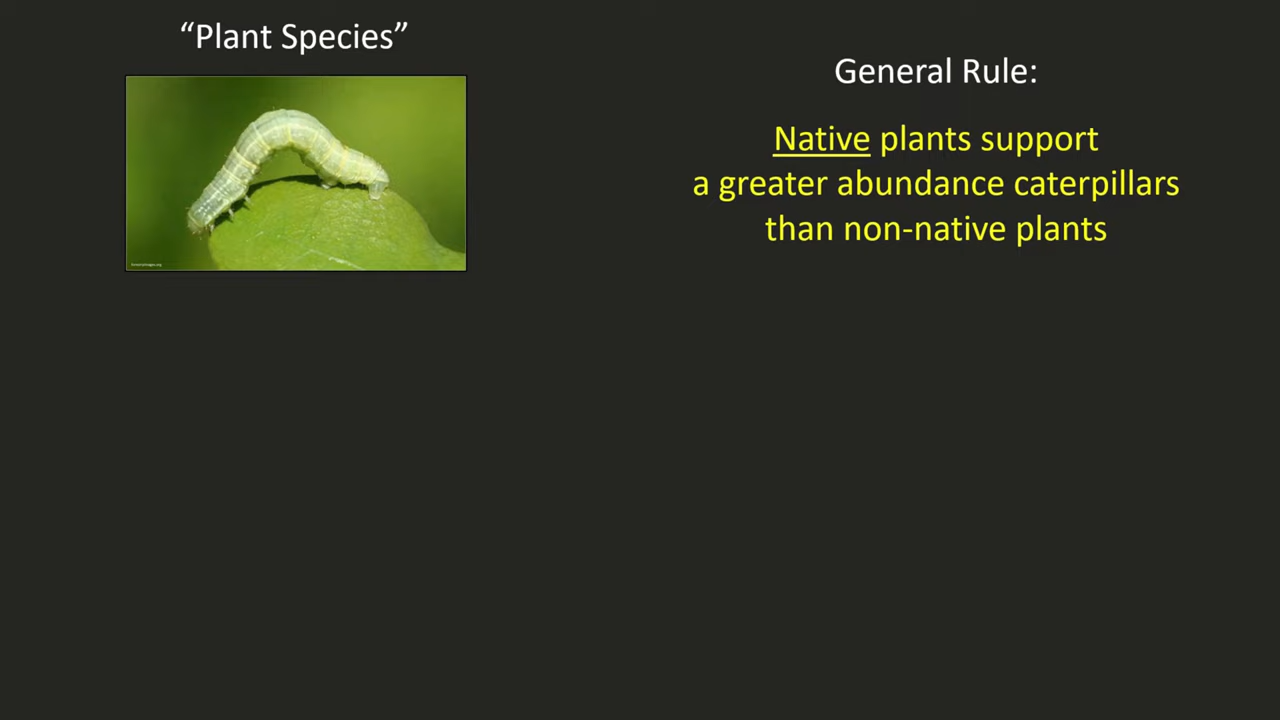 “Plant Species”
General Rule:
Native plants support
a greater abundance caterpillars
than non-native plants